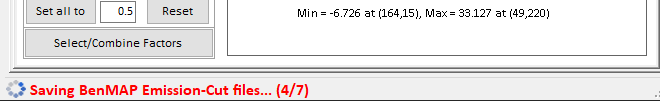 Set all to 0.5 Reset
Min = -6.726 at (164,15), Max = 33.127 at (49,220)
Select/Combine Factors
Saving BenMAP Emission-Cut files... (4/7)